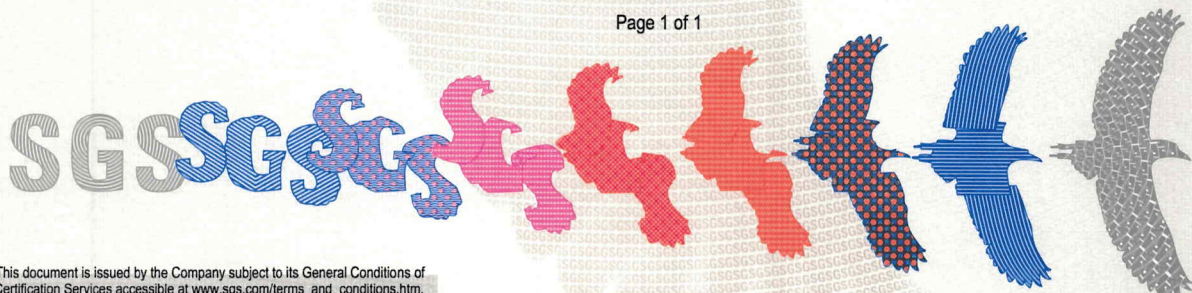 Page 1 of 1
SGS SGS SGS
This document is issued by the Company subject to its General Conditions of
Certification Services accessible at www.sgs.com/terms_and_conditions.htm.